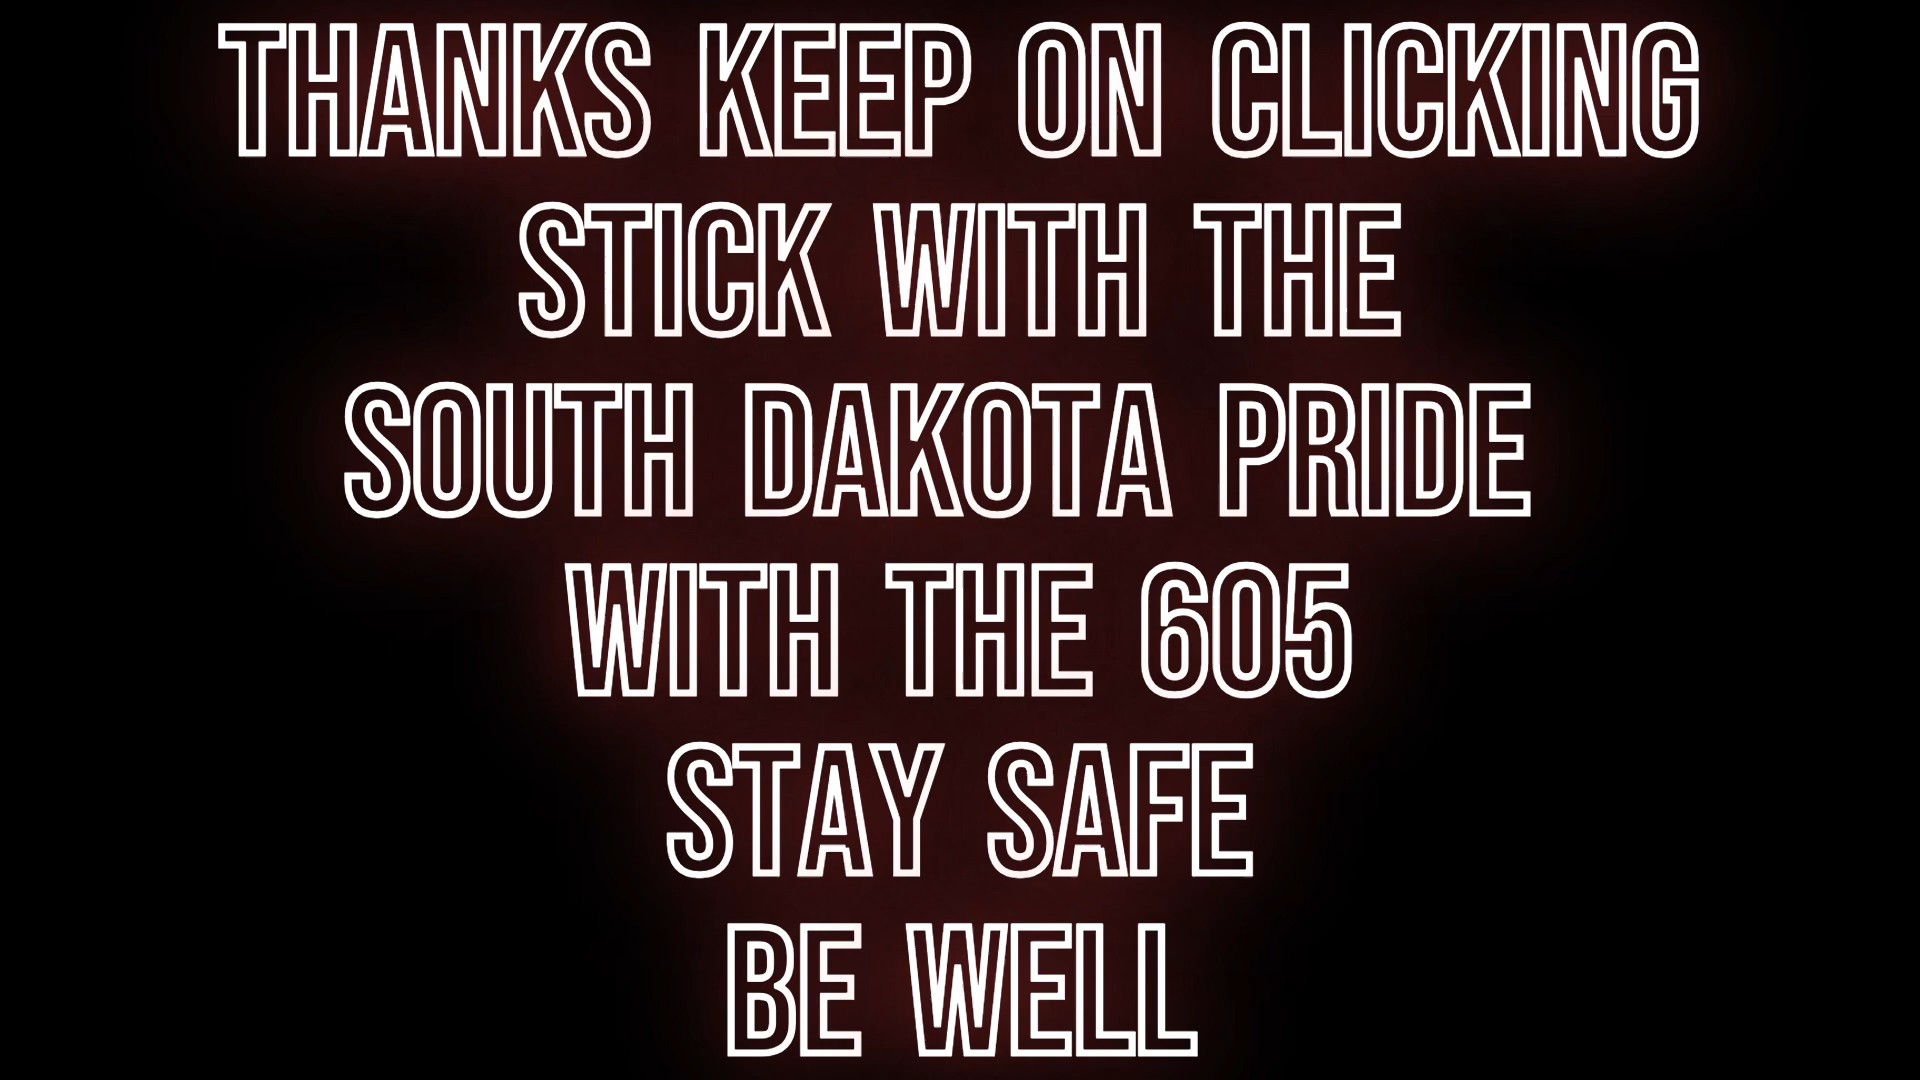 THANKS KEEP ON CLICKING
STICK WITH THE
SOUTH DAKOTA PRIDE
WITH THE 605
STAY SAFE
BE WELL